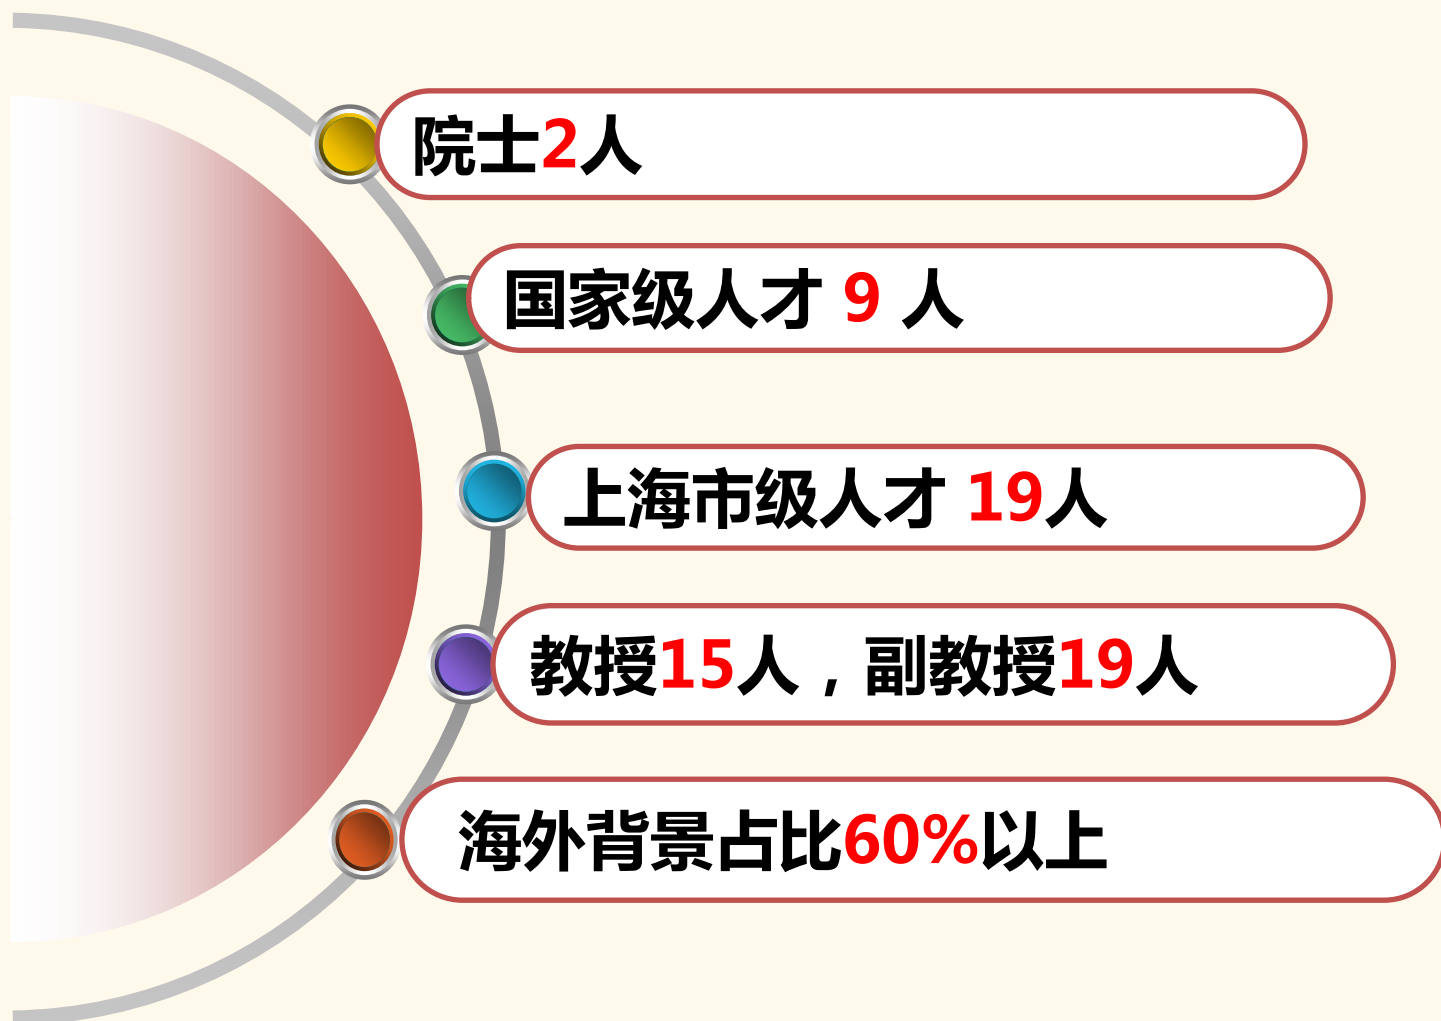 院士2人
国家级人才 9 人
上海市级人才 19人
教授15人，副教授19人
海外背景占比60%以上